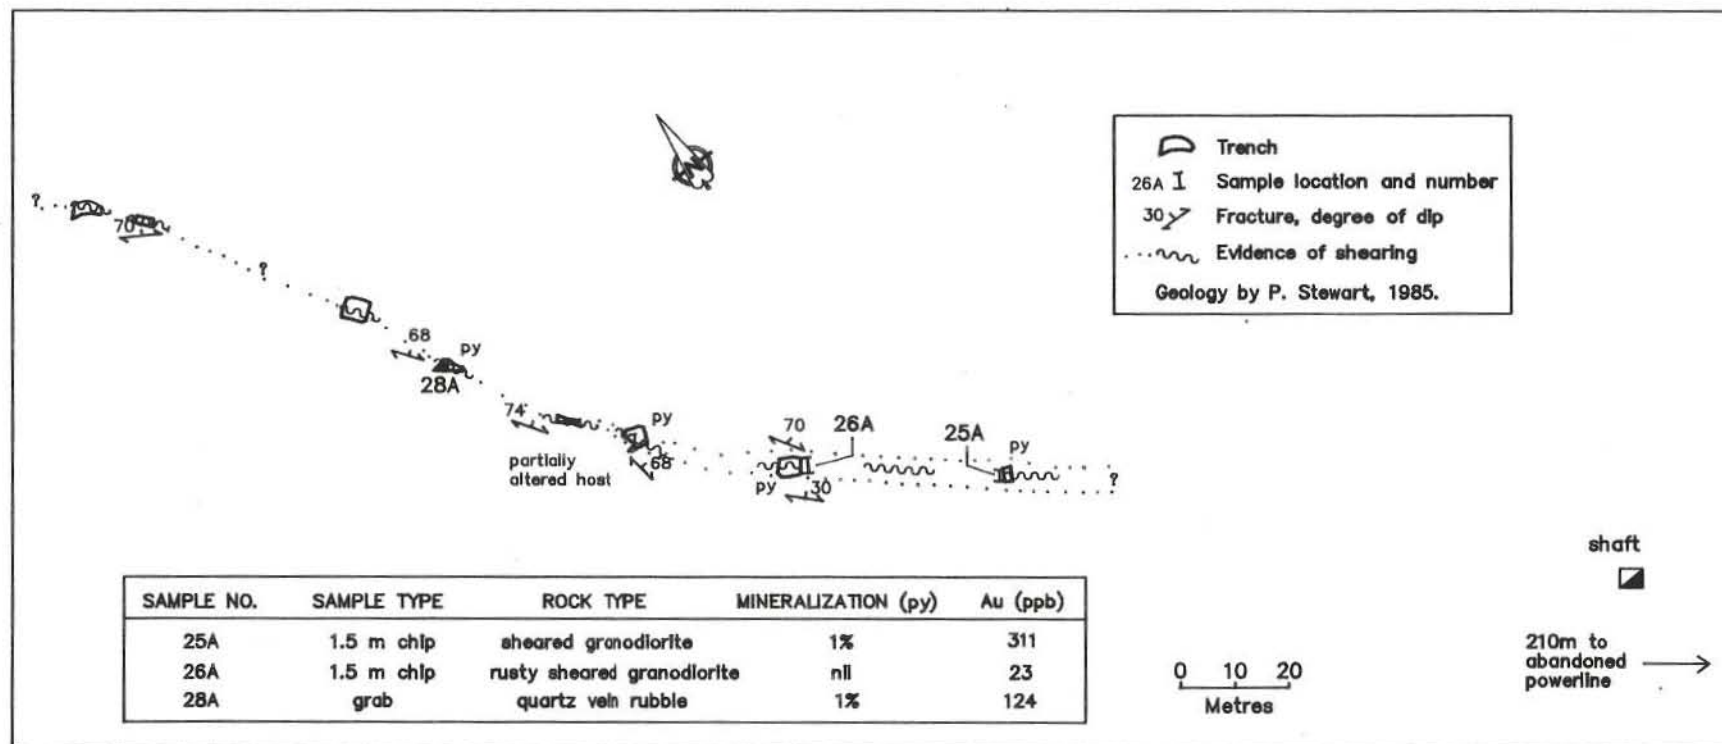 Trench
26A Sample location and number
30 Fracture, degree of dip
Evidence of shearing
Geology by P. Stewart, 1985.
?
70
?
68
py
28A
74
py
68
partially
altered host
70
26A
py
30
25A
py
?
shaft
SAMPLE NO. SAMPLE TYPE ROCK TYPE MINERALIZATION (py) Au (ppb)
25A 1.5 m chip sheared granodiorite 1% 311
26A 1.5 m chip rusty sheared granodiorite nil 23
28A grab quartz vein rubble 1% 124
0 10 20
Metres
210m to
abandoned
powerline